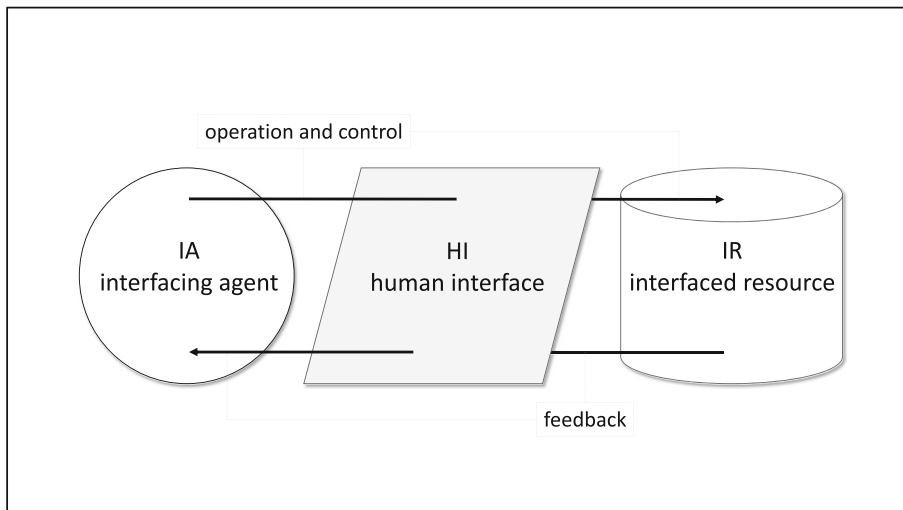 operation and control
IA
interfacing agent
HI
human interface
IR
interfaced resource
feedback